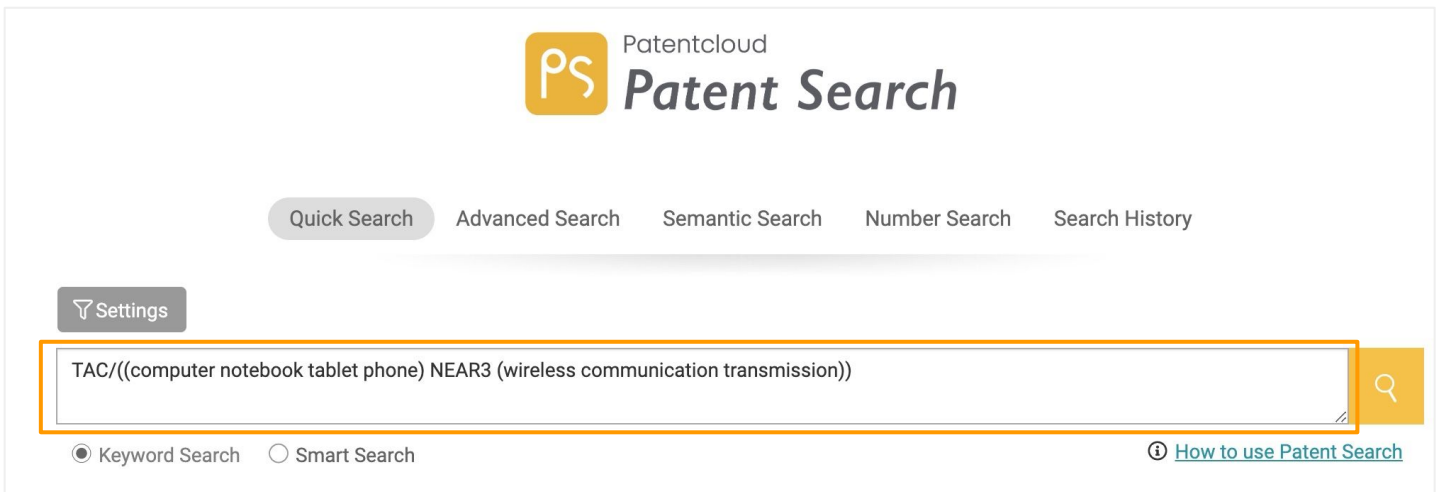 PS
Patentcloud
Patent Search
Quick Search Advanced Search Semantic Search Number Search Search History
Settings
TAC/((computer notebook tablet phone) NEAR3 (wireless communication transmission))
Keyword Search Smart Search How to use Patent Search